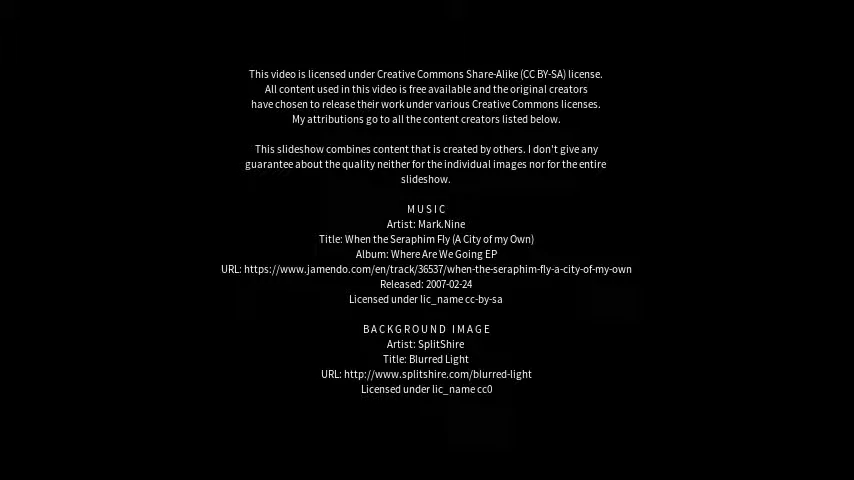 This video is licensed under Creative Commons Share-Alike (CC BY-SA) license.
All content used in this video is free available and the original creators
have chosen to release their work under various Creative Commons licenses.
My attributions go to all the content creators listed below.
This slideshow combines content that is created by others. I don't give any
guarantee about the quality neither for the individual images nor for the entire
slideshow.
M U S I C
Artist: Mark.Nine
Title: When the Seraphim Fly (A City of my Own)
Album: Where Are We Going EP
URL: https://www.jamendo.com/en/track/36537/when-the-seraphim-fly-a-city-of-my-own
Released: 2007-02-24
Licensed under lic_name cc-by-sa
B A C K G R O U N D   I M A G E
Artist: SplitShire
Title: Blurred Light
URL: http://www.splitshire.com/blurred-light
Licensed under lic_name cc0